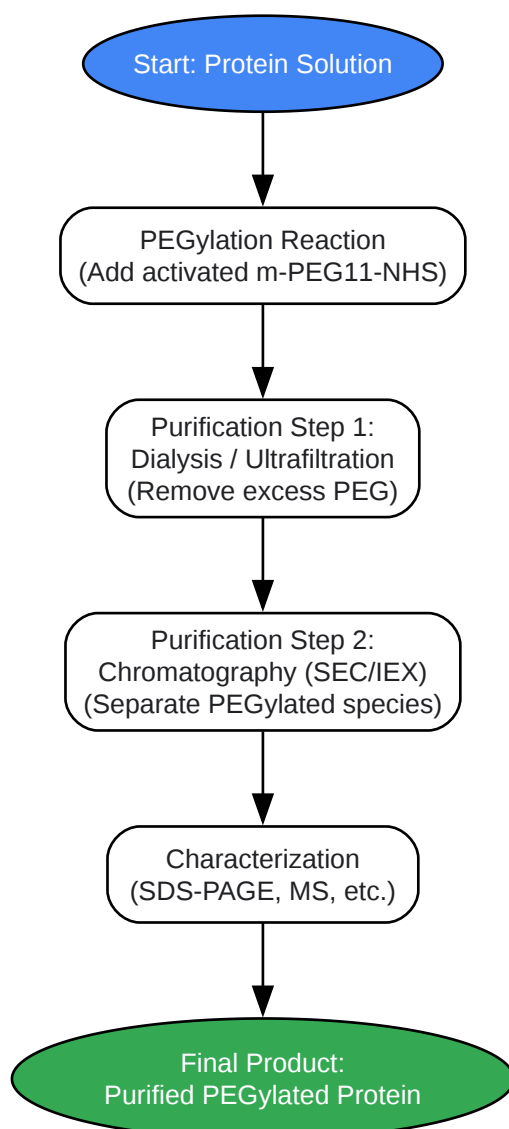 Start: Protein Solution
PEGylation Reaction
(Add activated m-PEG11-NHS)
Purification Step 1:
Dialysis / Ultrafiltration
(Remove excess PEG)
Purification Step 2:
Chromatography (SEC/IEX)
(Separate PEGylated species)
Characterization
(SDS-PAGE, MS, etc.)
Final Product:
Purified PEGylated Protein